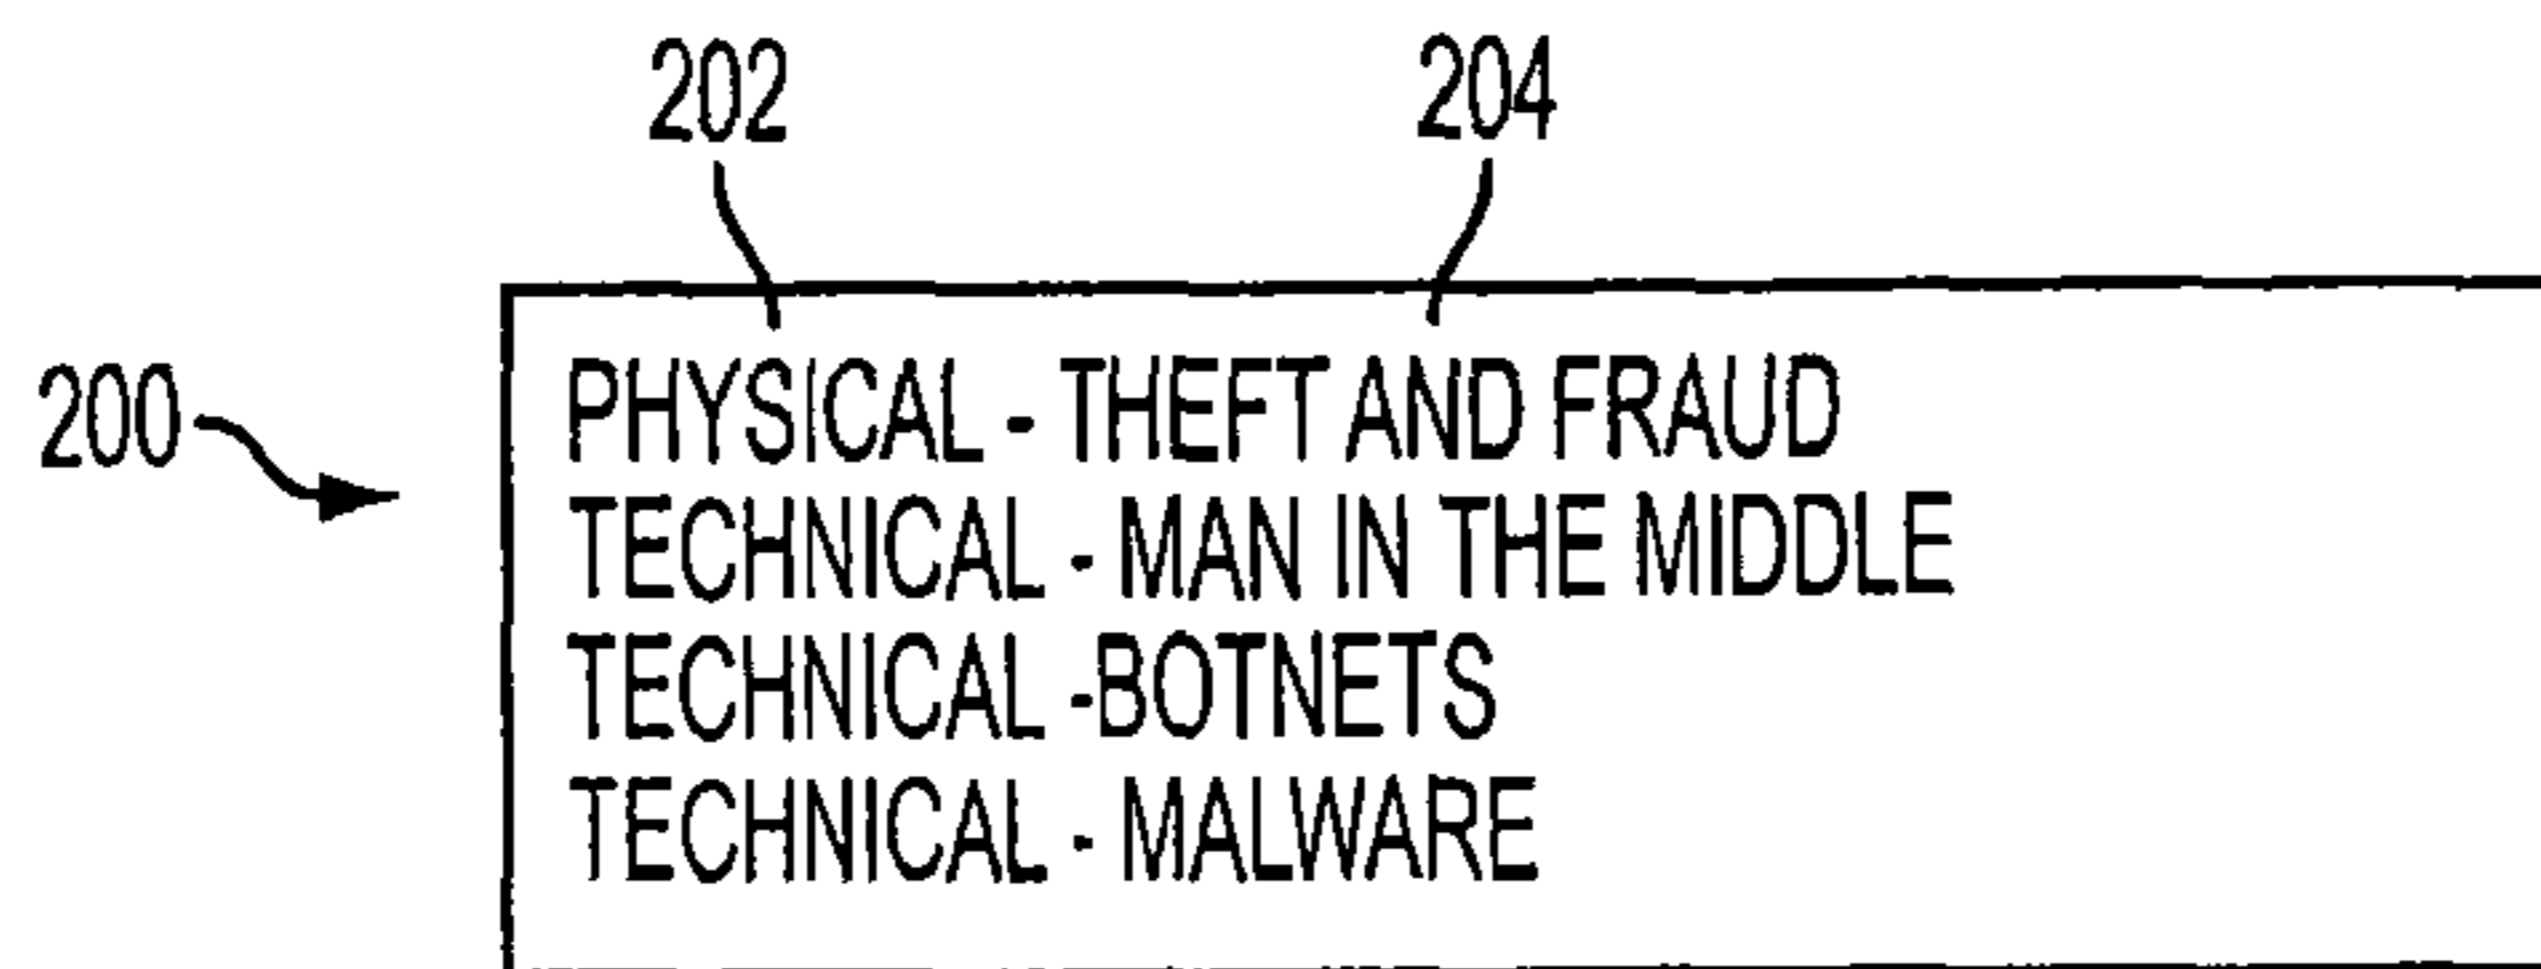 202 204
200
PHYSICAL - THEFT AND FRAUD
TECHNICAL - MAN IN THE MIDDLE
TECHNICAL -BOTNETS
TECHNICAL - MALWARE